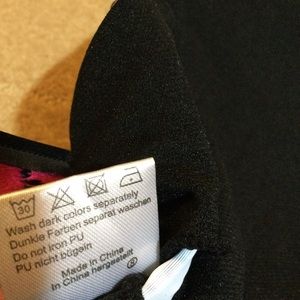 30
Wash dark colors separately
Dunkle Farben separat waschen
Do not iron PU
PU nicht bügeln
Made in China
In China hergestellt